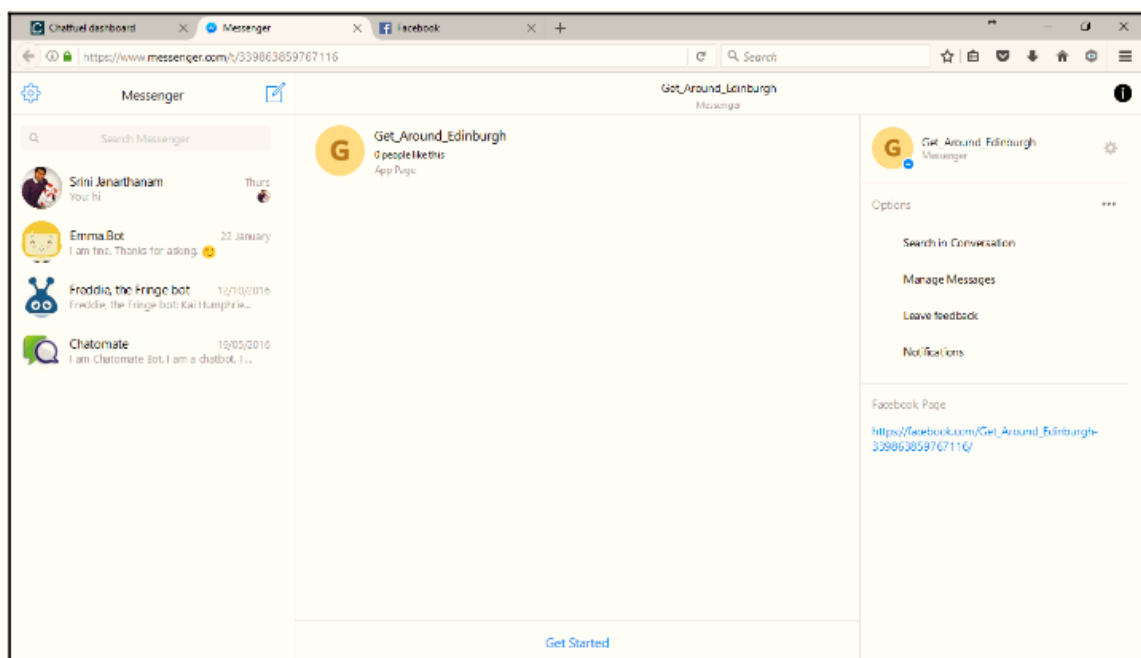 Chatfuel dashboard
Messenger
Facebook
https://www.messenger.com/t/339863859767116
Search
Messenger
Get_Around_Edinburgh
Messenger
Search Messenger
Srini Janarthanam
Thurs
You: hi
Emma.Bot
22 January
I am fine. Thanks for asking.
Freddie, the Fringe bot
12/10/2016
Freddie, the Fringe bot: Kai Humphrie...
Chatomate
19/05/2016
I am Chatomate Bot. I am a chatbot. I...
G
Get_Around_Edinburgh
0 people like this
App Page
Get Started
G
Get_Around_Edinburgh
Messenger
Options
Search in Conversation
Manage Messages
Leave feedback
Notifications
Facebook Page
https://facebook.com/Get_Around_Edinburgh-
339863859767116/